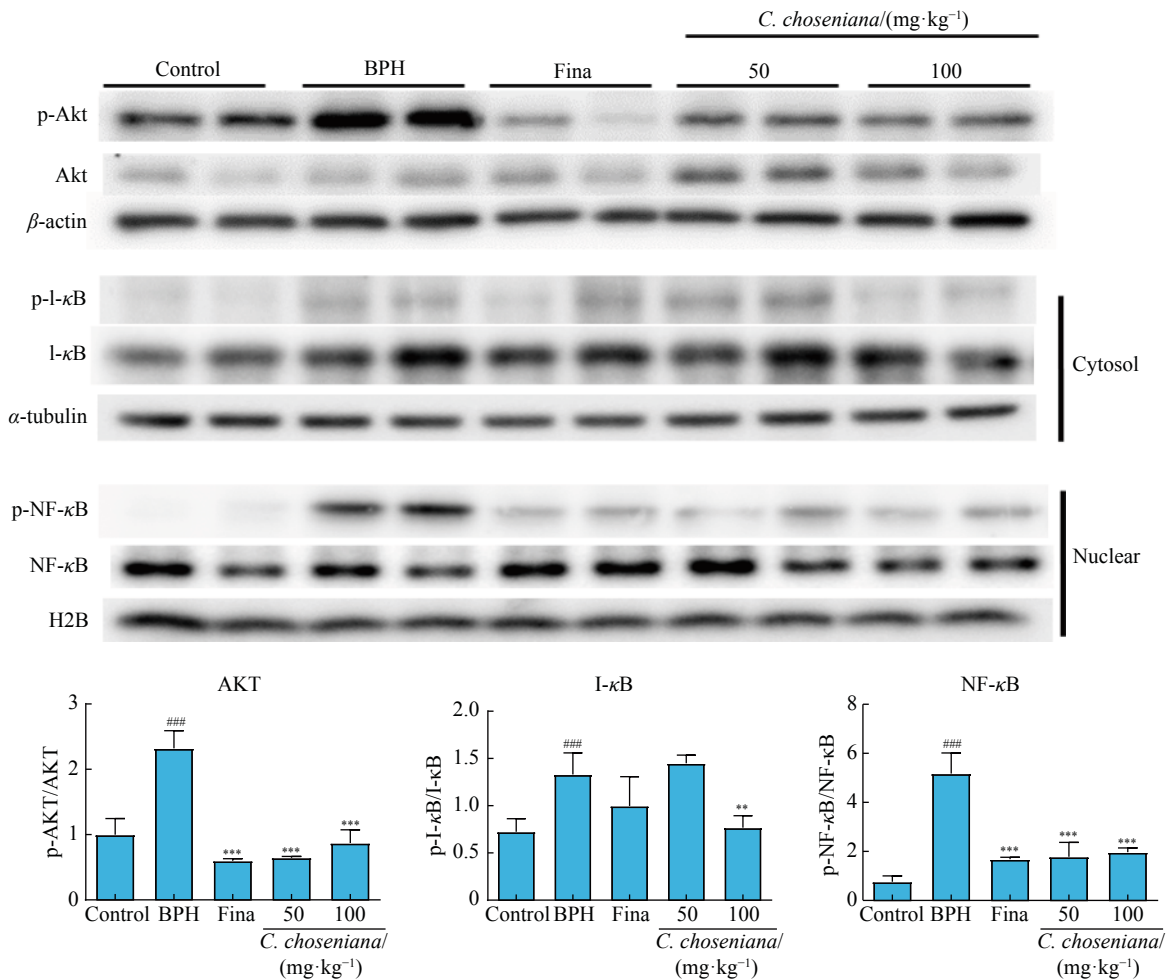 C. choseniana/(mg·kg⁻¹)
Control BPH Fina 50 100
p-Akt
Akt
β-actin
p-l-κB
l-κB
α-tubulin
Cytosol
p-NF-κB
NF-κB
H2B
Nuclear
AKT
p-AKT/AKT
3
2
1
0
###
***
***
***
Control BPH Fina 50 100
C. choseniana/
(mg·kg⁻¹)
I-κB
p-I-κB/I-κB
2.0
1.5
1.0
0.5
0.0
###
**
Control BPH Fina 50 100
C. choseniana/
(mg·kg⁻¹)
NF-κB
p-NF-κB/NF-κB
8
6
4
2
0
###
***
***
***
Control BPH Fina 50 100
C. choseniana/
(mg·kg⁻¹)